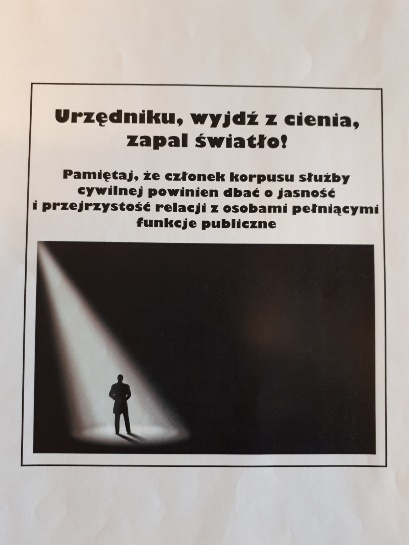 Urzędniku, wyjdź z cienia,
zapal światło!
Pamiętaj, że członek korpusu służby
cywilnej powinien dbać o jasność
i przejrzystość relacji z osobami pełniącymi
funkcje publiczne